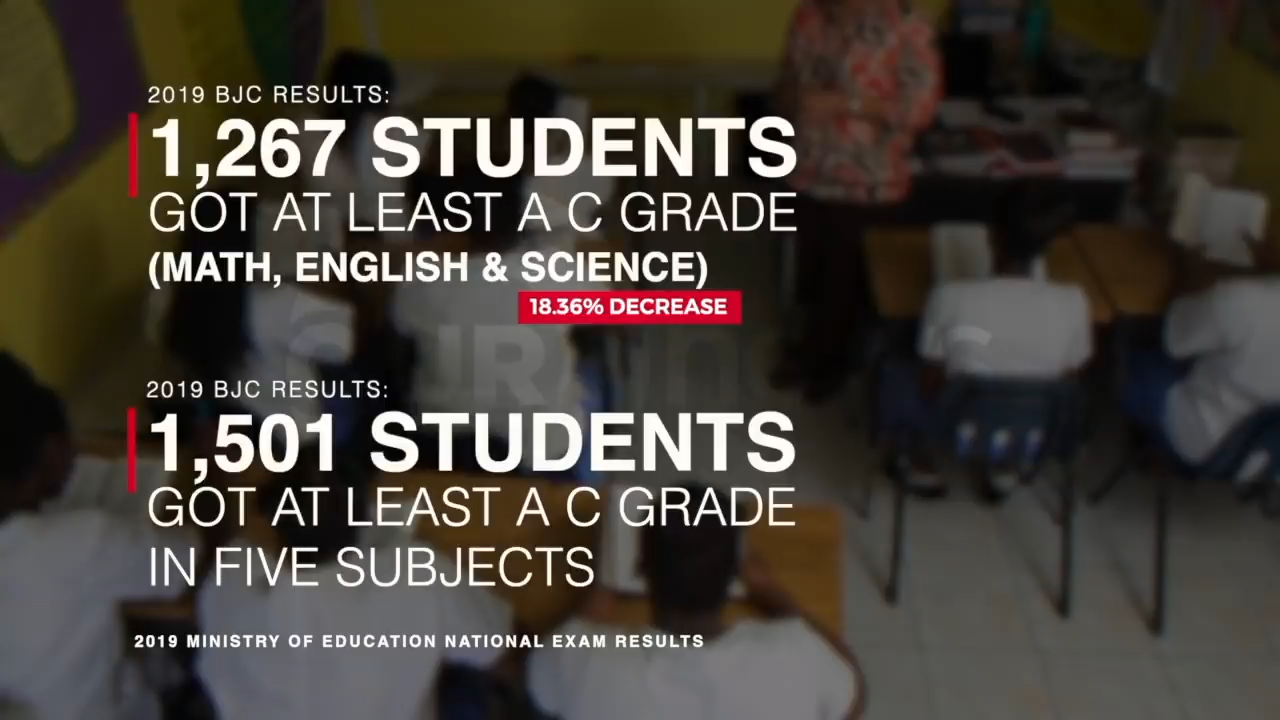 2019 BJC RESULTS:
1,267 STUDENTS
GOT AT LEAST A C GRADE
(MATH, ENGLISH & SCIENCE)
18.36% DECREASE
2019 BJC RESULTS:
1,501 STUDENTS
GOT AT LEAST A C GRADE
IN FIVE SUBJECTS
2019 MINISTRY OF EDUCATION NATIONAL EXAM RESULTS